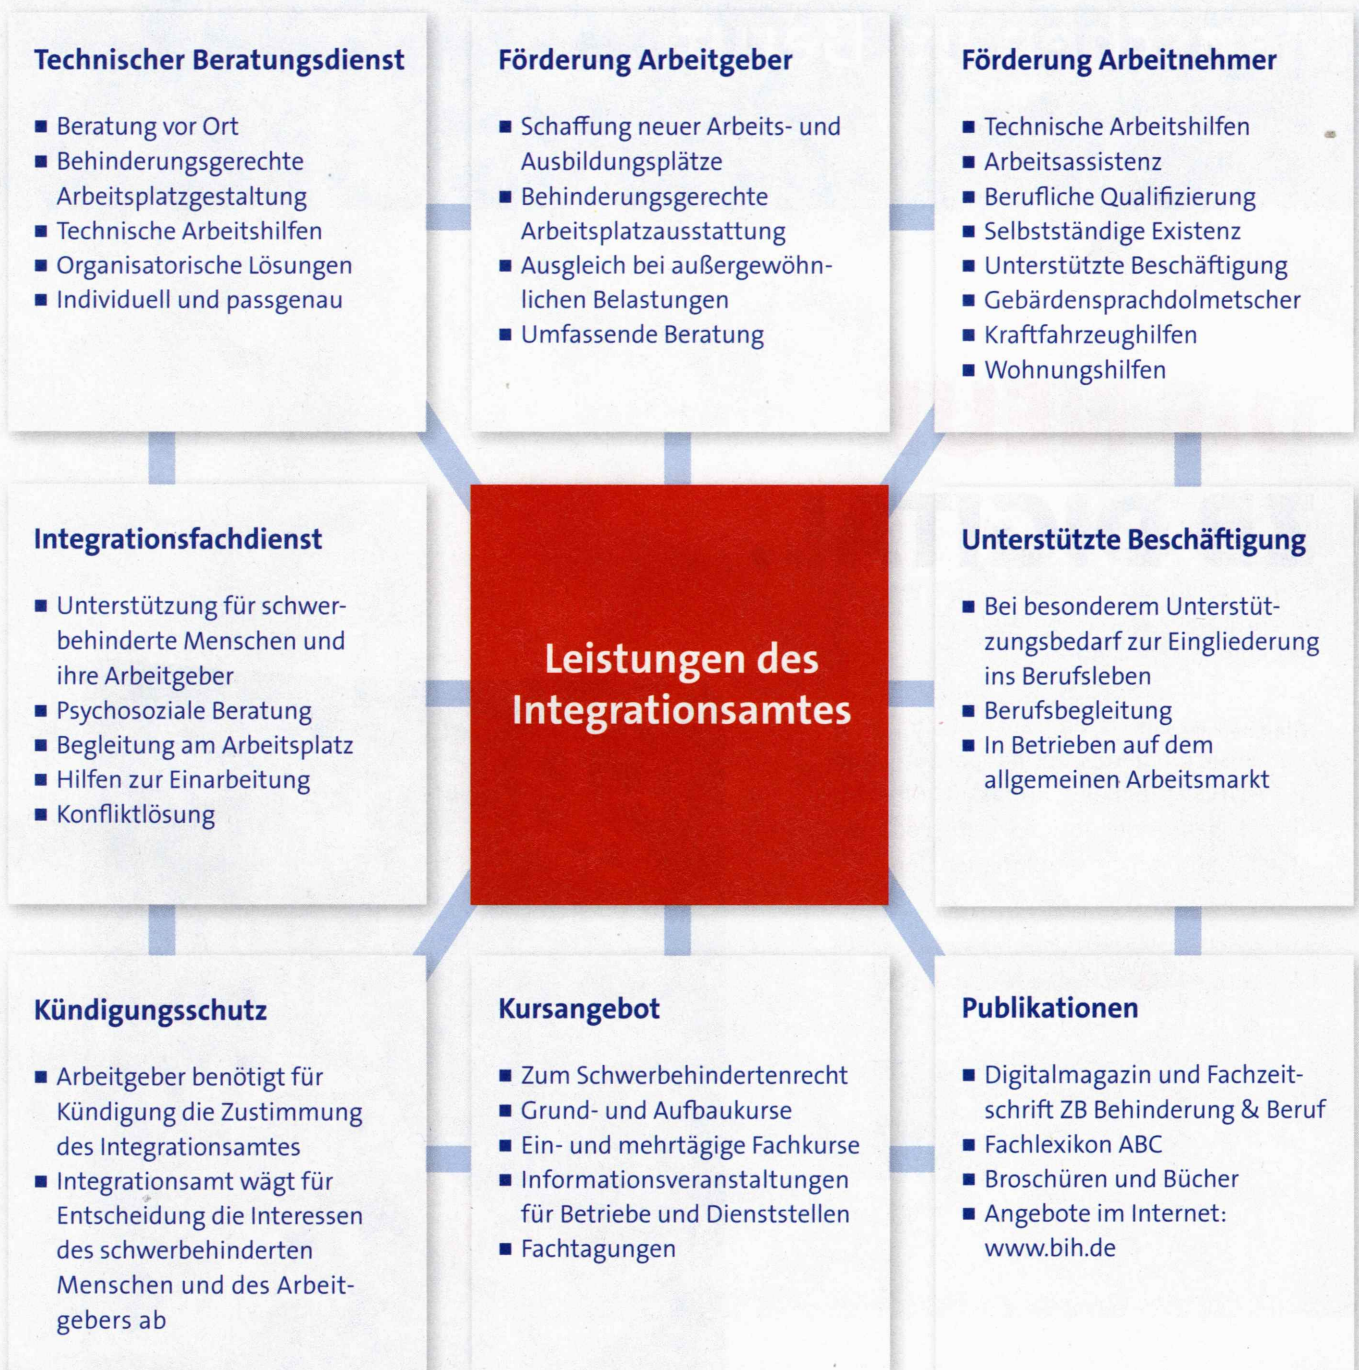 Technischer Beratungsdienst
■ Beratung vor Ort
■ Behinderungsgerechte
Arbeitsplatzgestaltung
■ Technische Arbeitshilfen
■ Organisatorische Lösungen
■ Individuell und passgenau
Förderung Arbeitgeber
■ Schaffung neuer Arbeits- und
Ausbildungsplätze
■ Behinderungsgerechte
Arbeitsplatzausstattung
■ Ausgleich bei außergewöhn-
lichen Belastungen
■ Umfassende Beratung
Förderung Arbeitnehmer
■ Technische Arbeitshilfen
■ Arbeitsassistenz
■ Berufliche Qualifizierung
■ Selbstständige Existenz
■ Unterstützte Beschäftigung
■ Gebärdensprachdolmetscher
■ Kraftfahrzeughilfen
■ Wohnungshilfen
Integrationsfachdienst
■ Unterstützung für schwer-
behinderte Menschen und
ihre Arbeitgeber
■ Psychosoziale Beratung
■ Begleitung am Arbeitsplatz
■ Hilfen zur Einarbeitung
■ Konfliktlösung
Leistungen des
Integrationsamtes
Unterstützte Beschäftigung
■ Bei besonderem Unterstüt-
zungsbedarf zur Eingliederung
ins Berufsleben
■ Berufsbegleitung
■ In Betrieben auf dem
allgemeinen Arbeitsmarkt
Kündigungsschutz
■ Arbeitgeber benötigt für
Kündigung die Zustimmung
des Integrationsamtes
■ Integrationsamt wägt für
Entscheidung die Interessen
des schwerbehinderten
Menschen und des Arbeit-
gebers ab
Kursangebot
■ Zum Schwerbehindertenrecht
■ Grund- und Aufbaukurse
■ Ein- und mehrtägige Fachkurse
■ Informationsveranstaltungen
für Betriebe und Dienststellen
■ Fachtagungen
Publikationen
■ Digitalmagazin und Fachzeit-
schrift ZB Behinderung & Beruf
■ Fachlexikon ABC
■ Broschüren und Bücher
■ Angebote im Internet:
www.bih.de